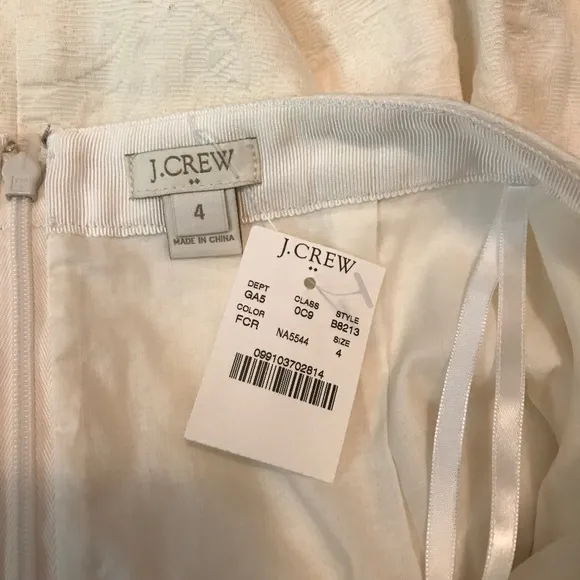 J.CREW
4
MADE IN CHINA
J.CREW
DEPT CLASS STYLE
GA5 0C9 B8213
COLOR SIZE
FCR NA5544 4
099103702814